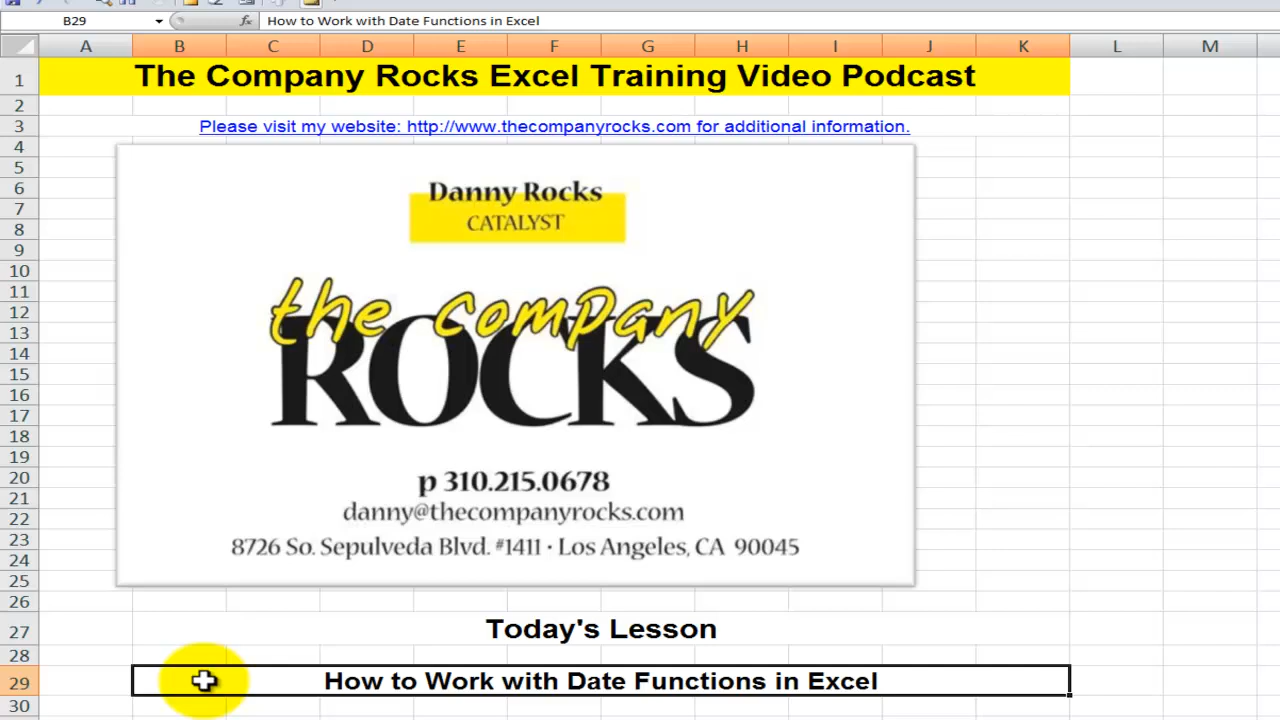 B29 fx How to Work with Date Functions in Excel
A B C D E F G H I J K L M
1 The Company Rocks Excel Training Video Podcast
2
3 Please visit my website: http://www.thecompanyrocks.com for additional information.
4
5
6 Danny Rocks
7 CATALYST
8
9
10
11 the company
12
13
14 ROCKS
15
16
17
18
19
20 p 310.215.0678
21
22 danny@thecompanyrocks.com
23 8726 So. Sepulveda Blvd. #1411 · Los Angeles, CA 90045
24
25
26
27 Today's Lesson
28
29 How to Work with Date Functions in Excel
30